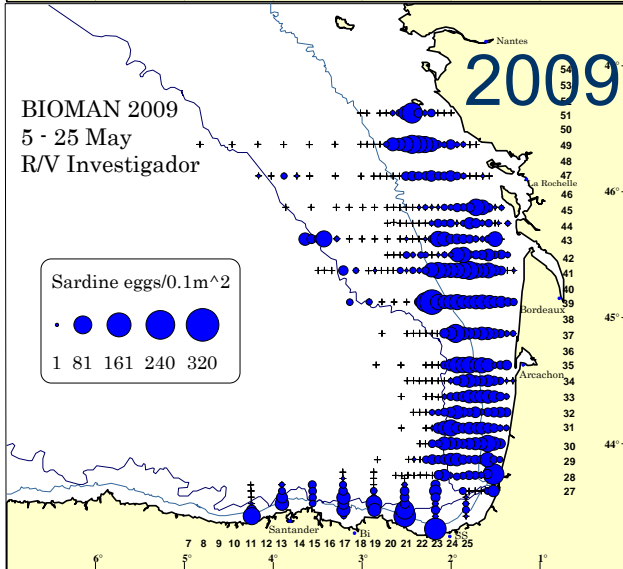 Nantes
2009
BIOMAN 2009
5 - 25 May
R/V Investigador
La Rochelle
Sardine eggs/0.1m^2
1 81 161 240 320
Bordeaux
Arcachon
Santander
Bi
SS
54
53
52
51
50
49
48
47
46
45
44
43
42
41
40
39
38
37
36
35
34
33
32
31
30
29
28
27
46°
45°
44°
7 8 9 10 11 12 13 14 15 16 17 18 19 20 21 22 23 24 25
6° 5° 4° 3° 2° 1°